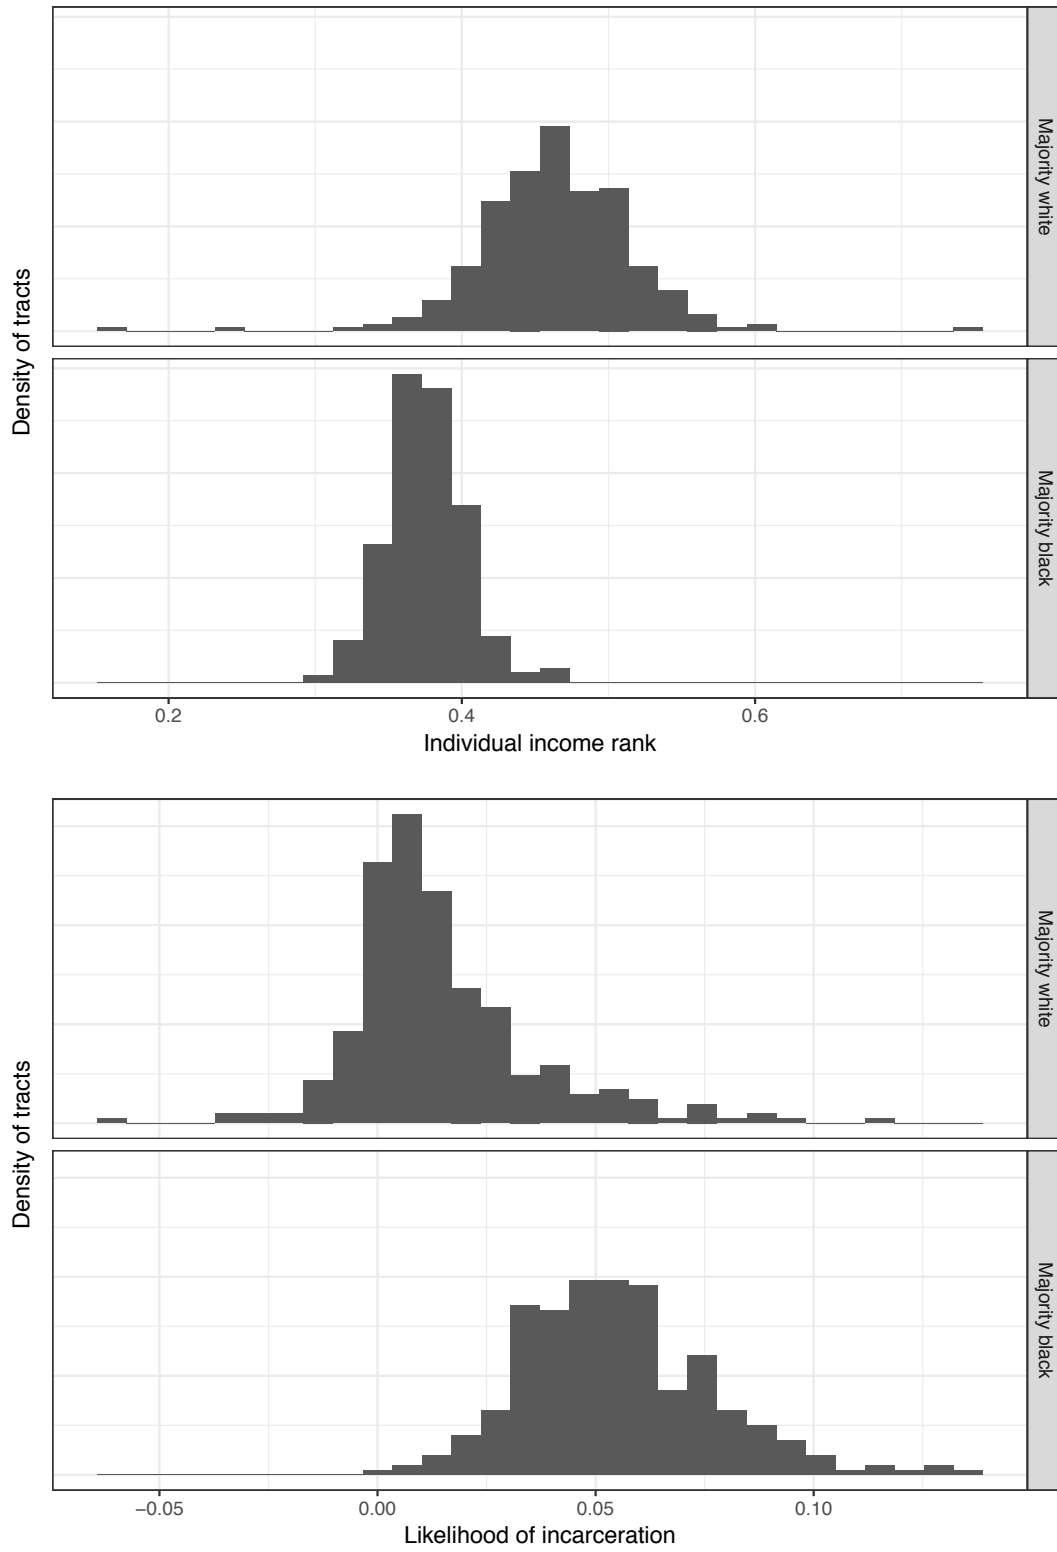 Density of tracts
Majority white
Majority black
0.2 0.4 0.6
Individual income rank
Density of tracts
Majority white
Majority black
−0.05 0.00 0.05 0.10
Likelihood of incarceration